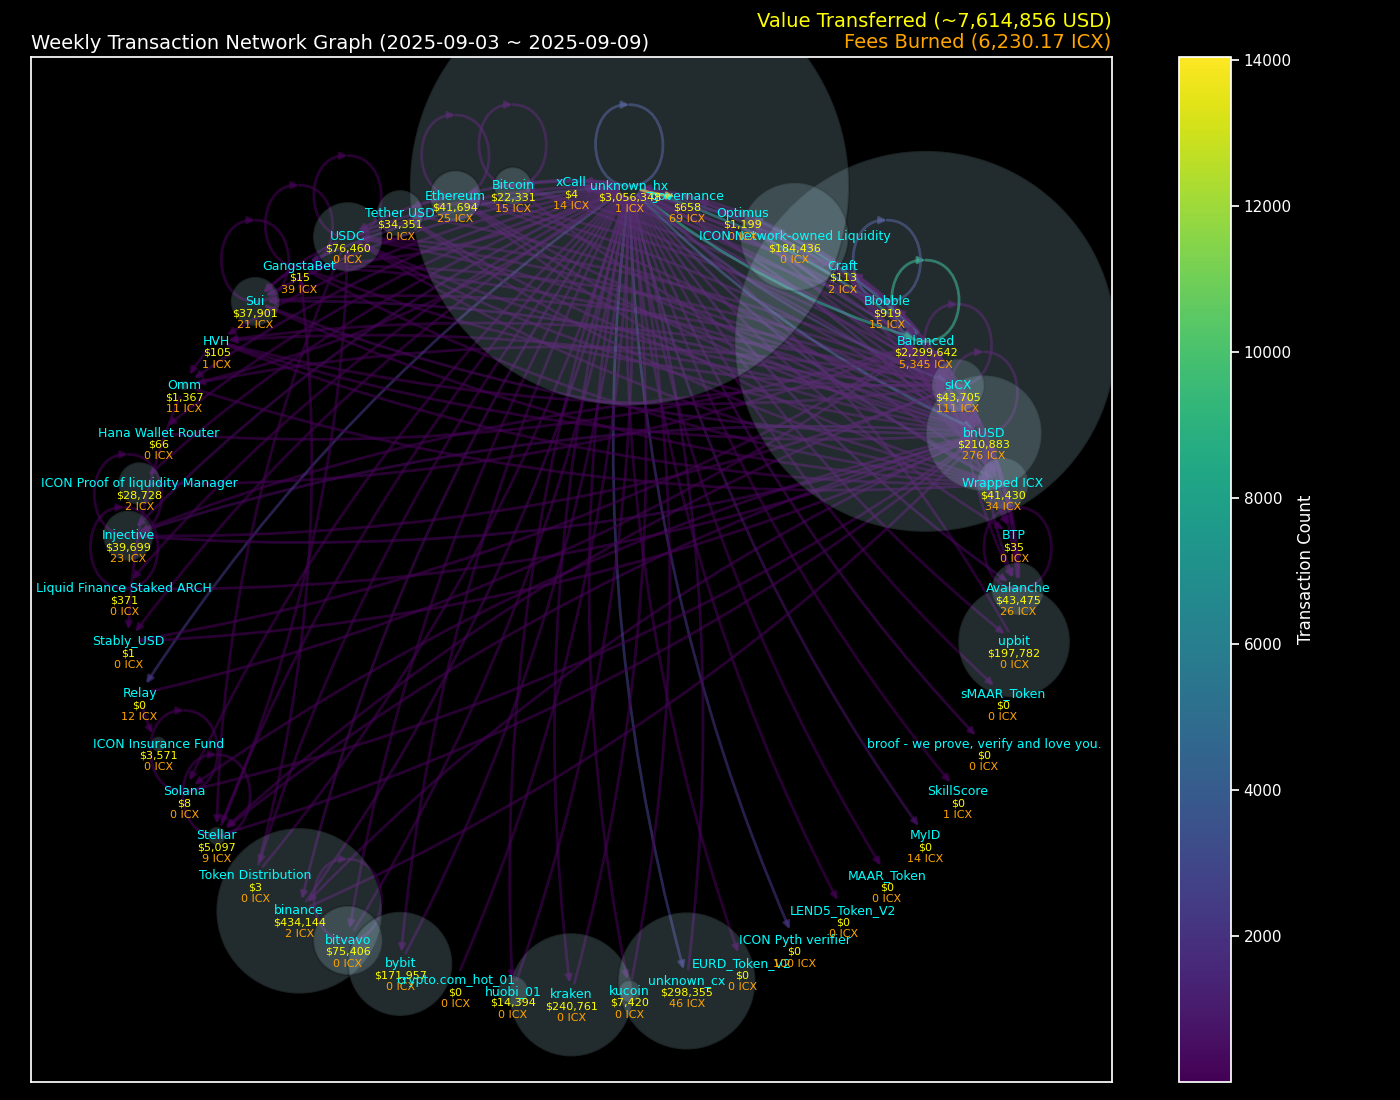 Value Transferred (~7,614,856 USD)
Weekly Transaction Network Graph (2025-09-03 ~ 2025-09-09)
Fees Burned (6,230.17 ICX)
xCall
$4
14 ICX
unknown_hx
$3,056,348
1 ICX
Governance
$658
69 ICX
Bitcoin
$22,331
15 ICX
Ethereum
$41,694
25 ICX
Tether USD
$34,351
0 ICX
Optimus
$1,199
USDC
$76,460
0 ICX
ICON Network-owned Liquidity
$184,436
0 ICX
GangstaBet
$15
39 ICX
Craft
$113
2 ICX
Sui
$37,901
21 ICX
Blobble
$919
15 ICX
HVH
$105
1 ICX
Balanced
$2,299,642
5,345 ICX
Omm
$1,367
11 ICX
sICX
$43,705
111 ICX
Hana Wallet Router
$66
0 ICX
bnUSD
$210,883
276 ICX
ICON Proof of liquidity Manager
$28,728
2 ICX
Wrapped ICX
$41,430
34 ICX
Injective
$39,699
23 ICX
BTP
$35
0 ICX
Liquid Finance Staked ARCH
$371
0 ICX
Avalanche
$43,475
26 ICX
Stably_USD
$1
0 ICX
upbit
$197,782
0 ICX
Relay
$0
12 ICX
sMAAR_Token
$0
0 ICX
ICON Insurance Fund
$3,571
0 ICX
broof - we prove, verify and love you.
$0
0 ICX
Solana
$8
0 ICX
SkillScore
$0
1 ICX
Stellar
$5,097
9 ICX
MyID
$0
14 ICX
Token Distribution
$3
0 ICX
MAAR_Token
$0
0 ICX
binance
$434,144
2 ICX
LEND5_Token_V2
$0
0 ICX
bitvavo
$75,406
0 ICX
ICON Pyth verifier
$0
100 ICX
bybit
$171,957
0 ICX
EURD_Token_V2
$0
0 ICX
crypto.com_hot_01
$0
0 ICX
unknown_cx
$298,355
46 ICX
huobi_01
$14,394
0 ICX
kraken
$240,761
0 ICX
kucoin
$7,420
0 ICX
14000
12000
10000
8000
6000
4000
2000
Transaction Count